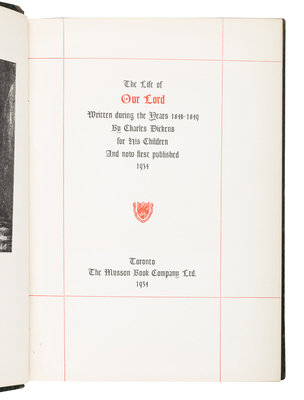 The Life of
Our Lord
Written during the Years 1846-1849
By Charles Dickens
for His Children
And now first published
1934
Toronto
The Musson Book Company Ltd.
1934